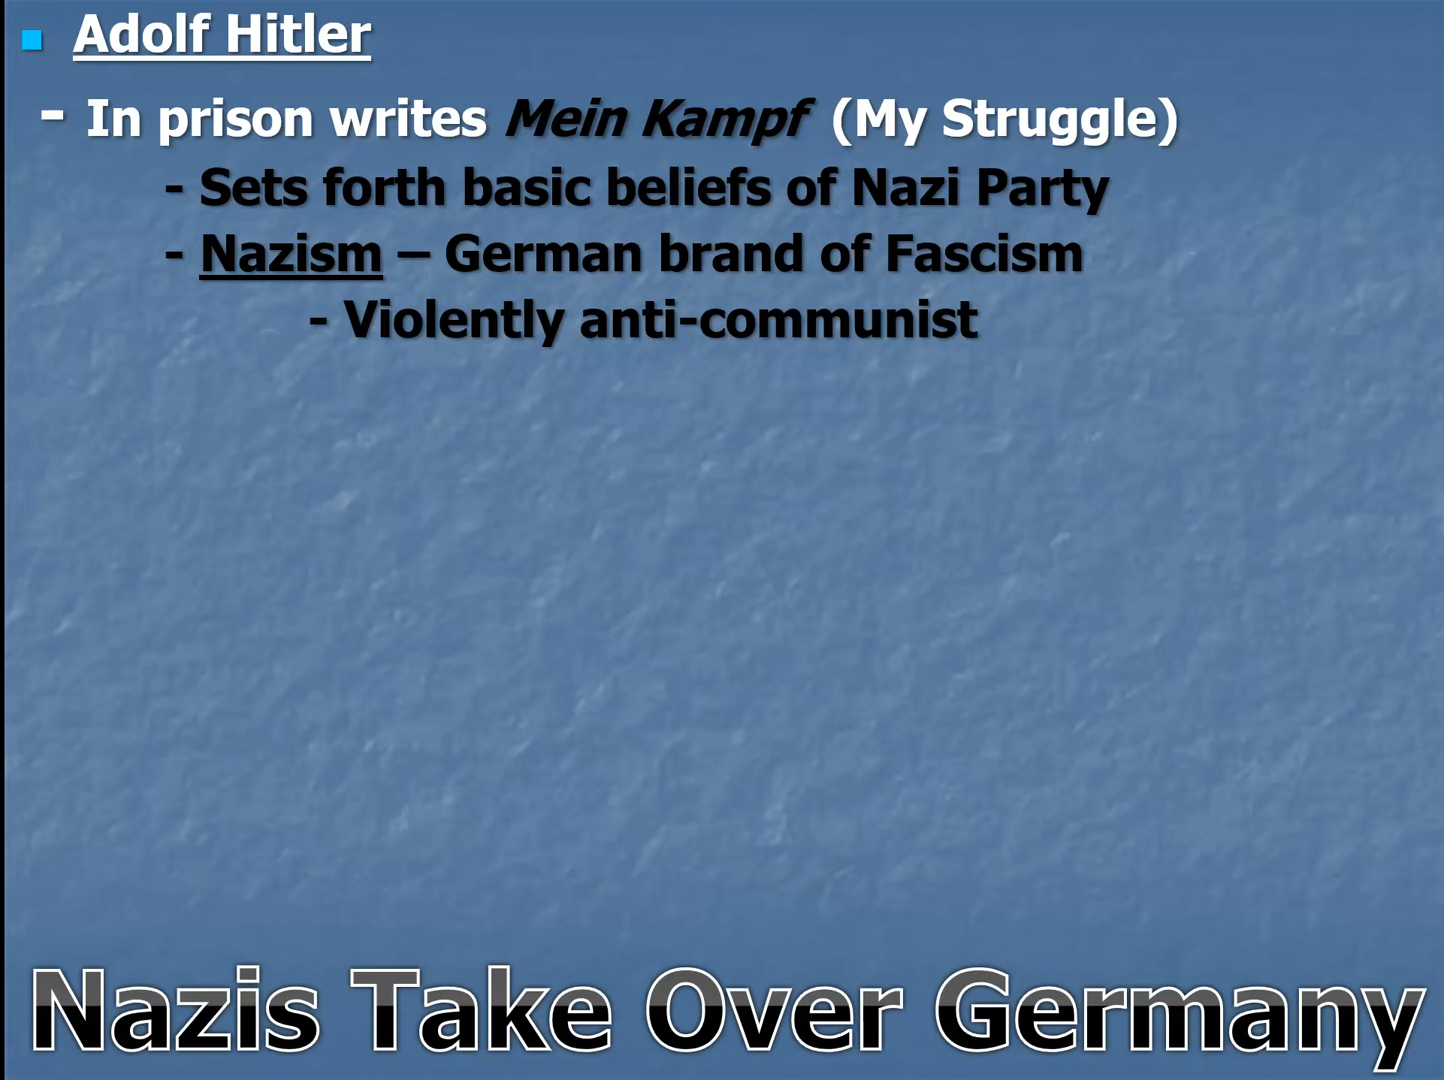 Adolf Hitler
- In prison writes Mein Kampf (My Struggle)
- Sets forth basic beliefs of Nazi Party
- Nazism – German brand of Fascism
- Violently anti-communist
Nazis Take Over Germany